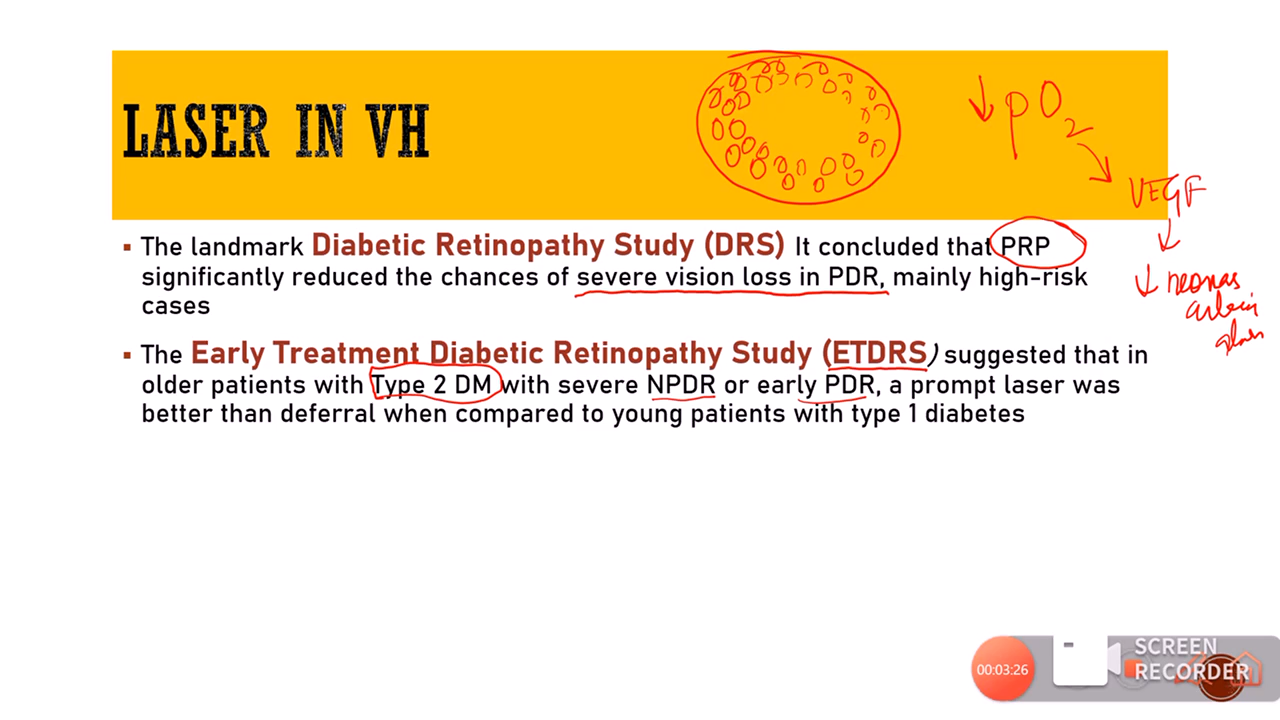 LASER IN VH
↓ pO2
VEGF
▪ The landmark Diabetic Retinopathy Study (DRS) It concluded that PRP
significantly reduced the chances of severe vision loss in PDR, mainly high-risk
cases
▪ The Early Treatment Diabetic Retinopathy Study (ETDRS) suggested that in
older patients with Type 2 DM with severe NPDR or early PDR, a prompt laser was
better than deferral when compared to young patients with type 1 diabetes
00:03:26
SCREEN
RECORDER